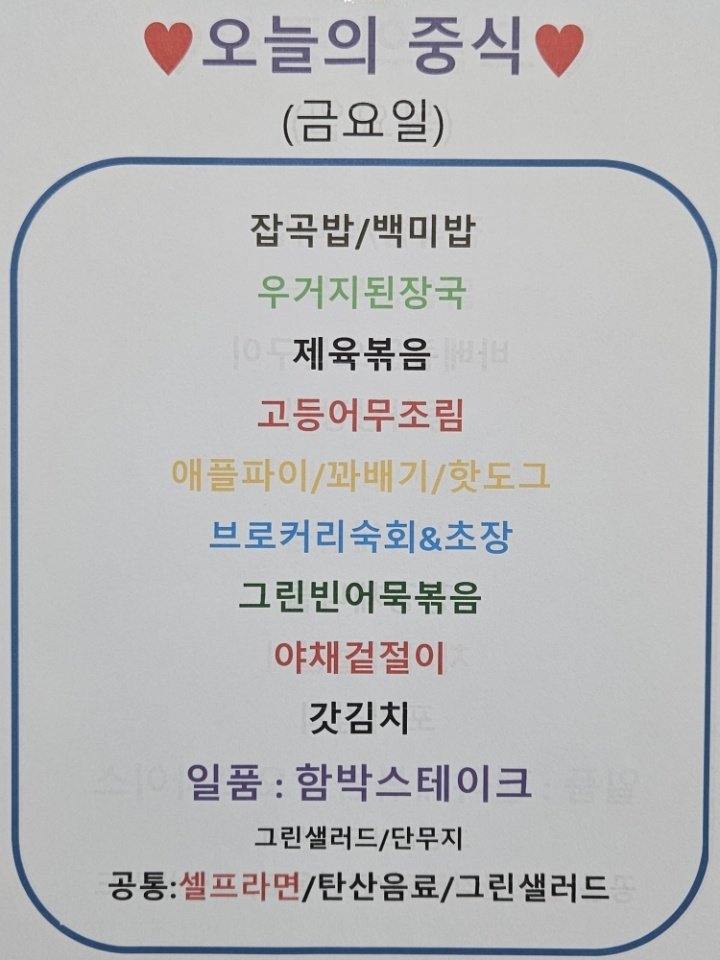 ♥오늘의 중식♥
(금요일)
잡곡밥/백미밥
우거지된장국
제육볶음
고등어무조림
애플파이/꽈배기/핫도그
브로커리숙회&초장
그린빈어묵볶음
야채겉절이
갓김치
일품 : 함박스테이크
그린샐러드/단무지
공통:셀프라면/탄산음료/그린샐러드